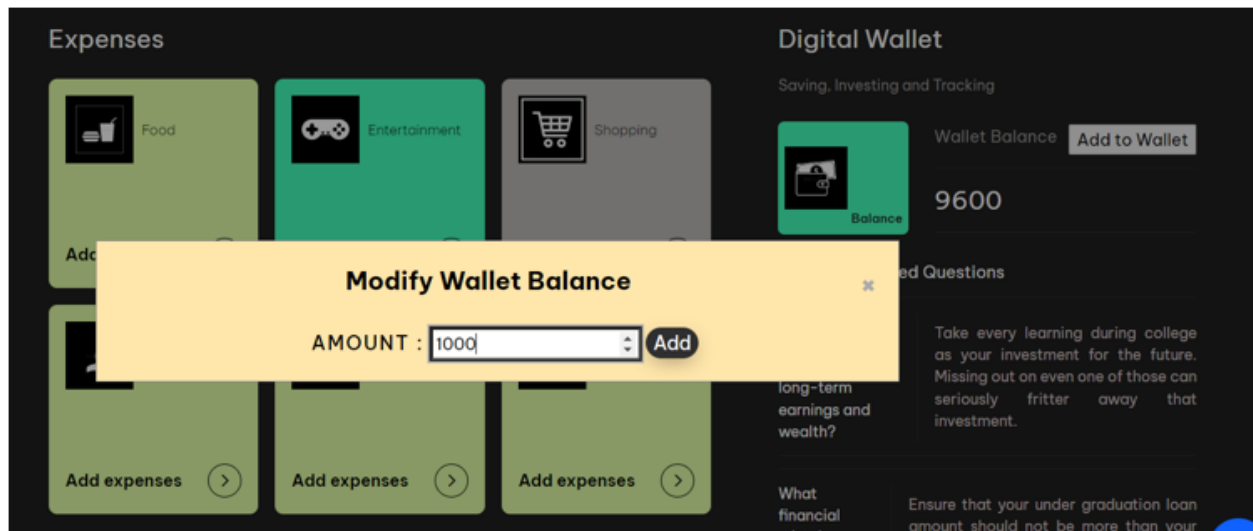 Expenses
Food
Entertainment
Shopping
Add
Add expenses
Add expenses
Add expenses
Modify Wallet Balance
AMOUNT : 1000 Add
Digital Wallet
Saving, Investing and Tracking
Balance
Wallet Balance
Add to Wallet
9600
Questions
long-term
earnings and
wealth?
Take every learning during college
as your investment for the future.
Missing out on even one of those can
seriously fritter away that
investment.
What
financial
Ensure that your under graduation loan
amount should not be more than your